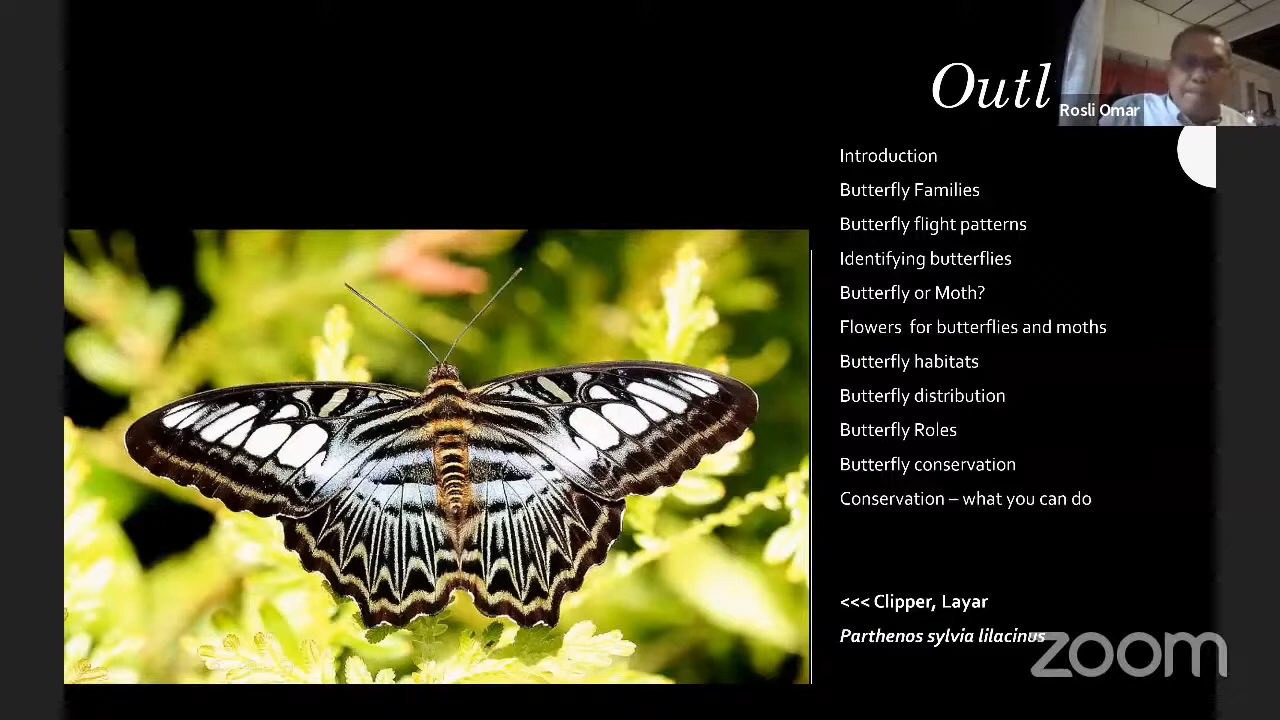 Outl
Rosli Omar
Introduction
Butterfly Families
Butterfly flight patterns
Identifying butterflies
Butterfly or Moth?
Flowers for butterflies and moths
Butterfly habitats
Butterfly distribution
Butterfly Roles
Butterfly conservation
Conservation – what you can do
<<< Clipper, Layar
Parthenos sylvia lilacinus
zoom